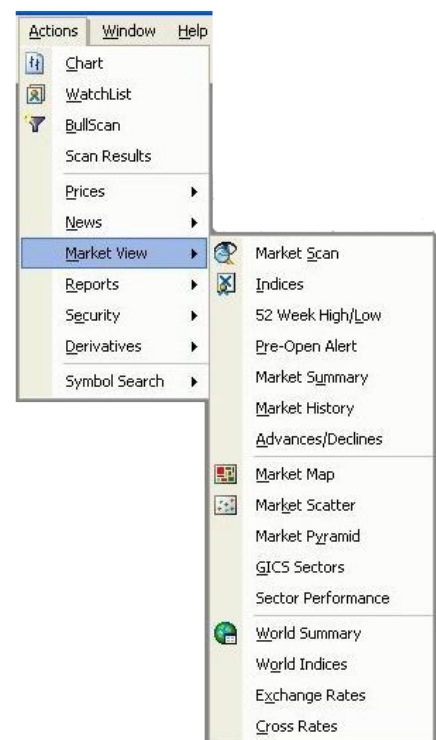 Actions Window Help
Chart
WatchList
BullScan
Scan Results
Prices
News
Market View
Reports
Security
Derivatives
Symbol Search
Market Scan
Indices
52 Week High/Low
Pre-Open Alert
Market Summary
Market History
Advances/Declines
Market Map
Market Scatter
Market Pyramid
GICS Sectors
Sector Performance
World Summary
World Indices
Exchange Rates
Cross Rates